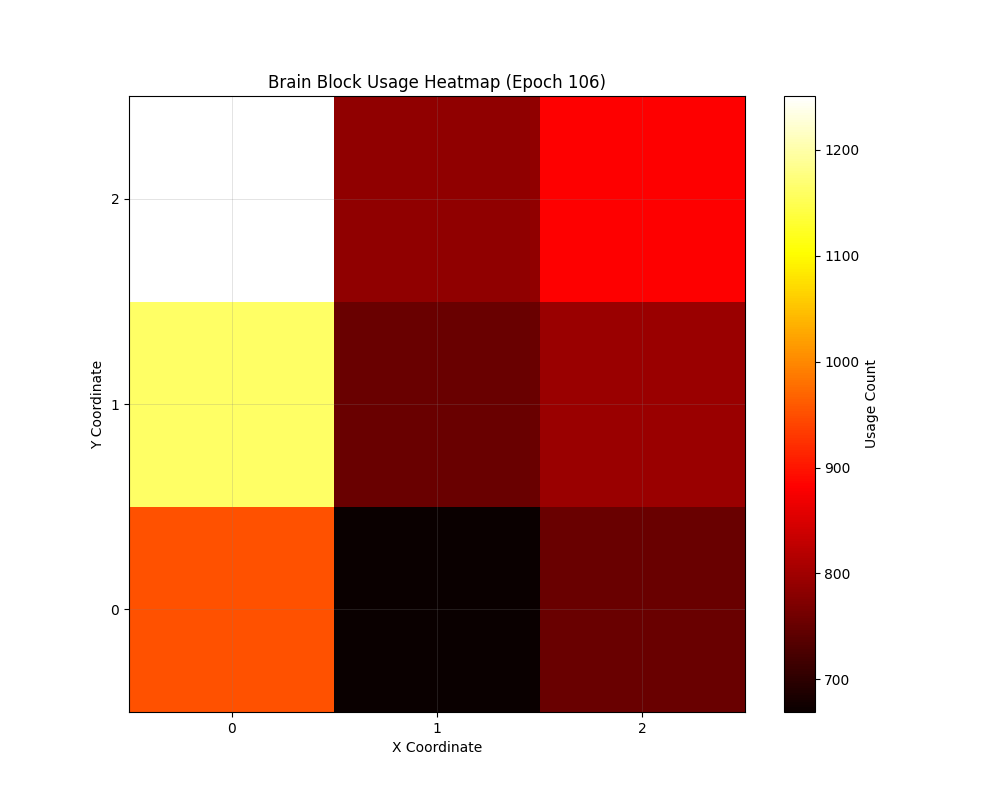 Brain Block Usage Heatmap (Epoch 106)
2
1
0
Y Coordinate
0 1 2
X Coordinate
1200
1100
1000
900
800
700
Usage Count